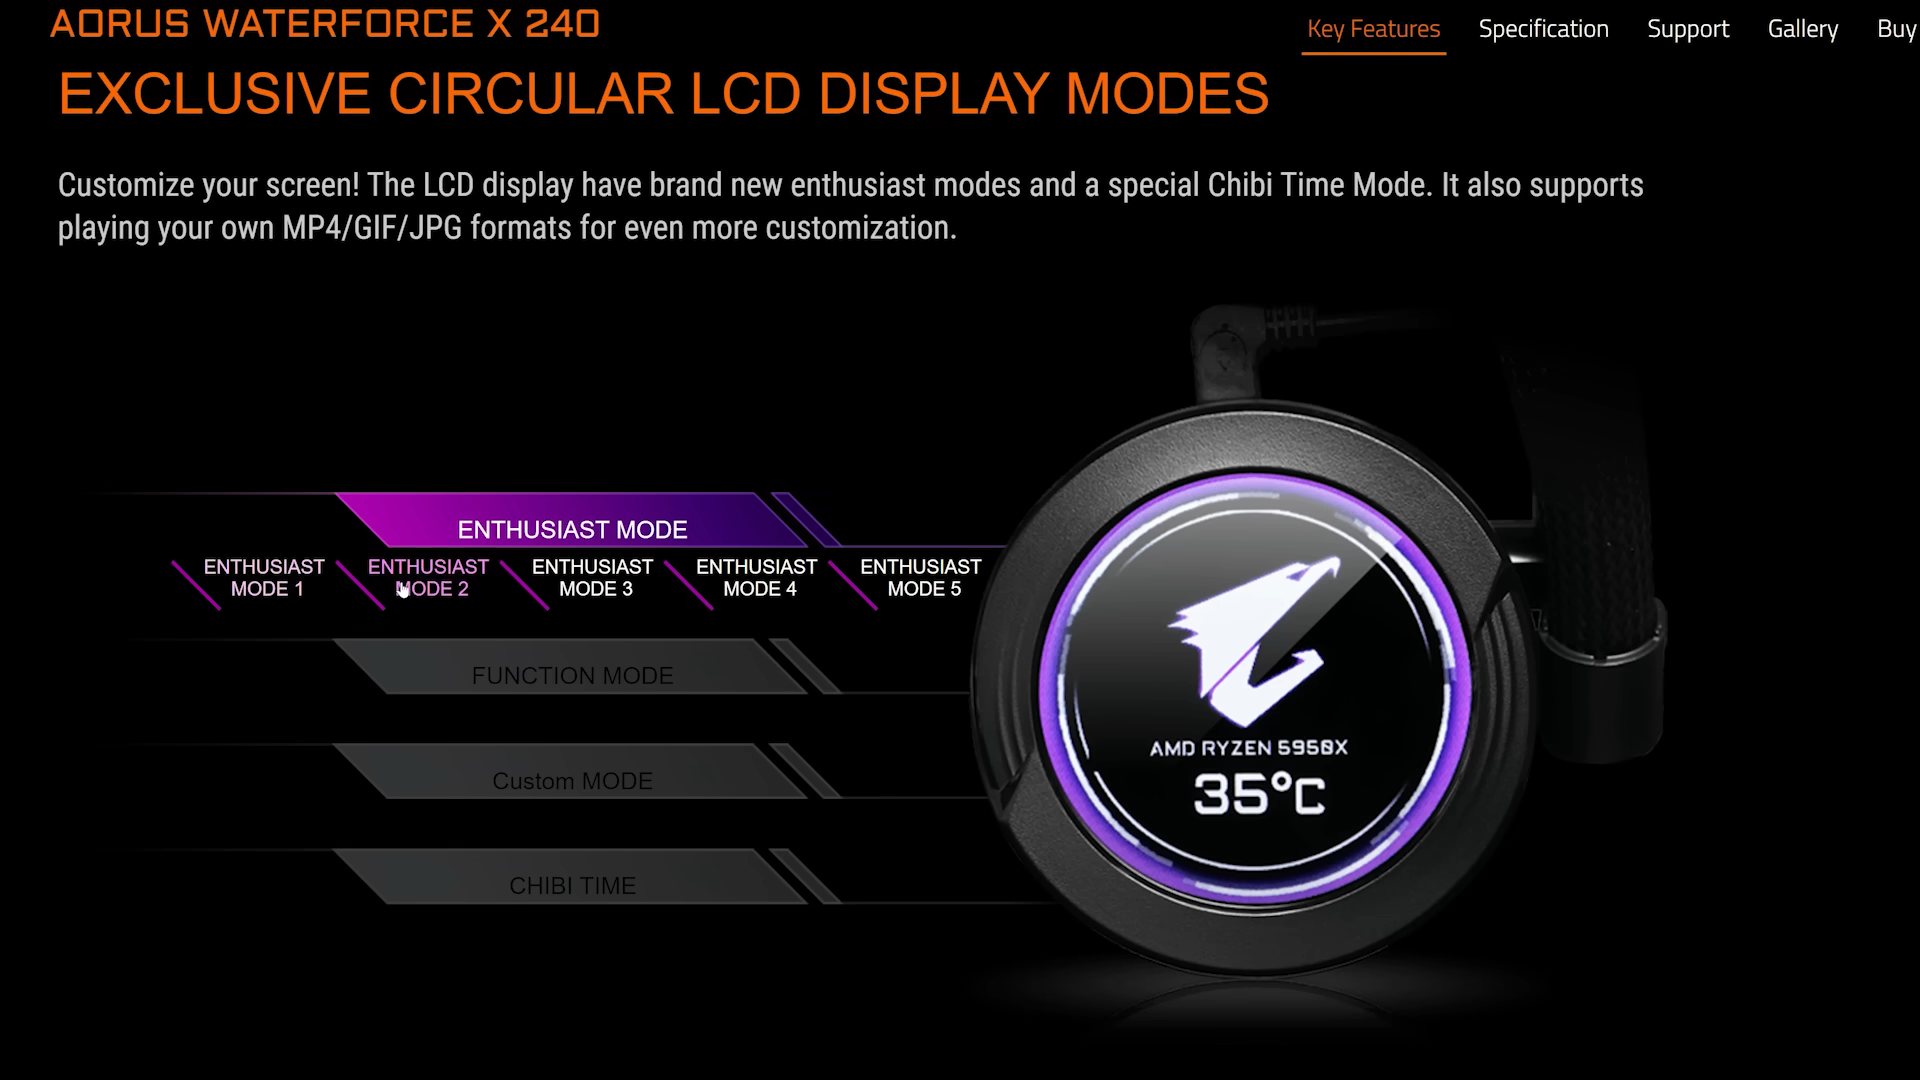 AORUS WATERFORCE X 240
Key Features
Specification
Support
Gallery
Buy
EXCLUSIVE CIRCULAR LCD DISPLAY MODES
Customize your screen! The LCD display have brand new enthusiast modes and a special Chibi Time Mode. It also supports
playing your own MP4/GIF/JPG formats for even more customization.
ENTHUSIAST MODE
ENTHUSIAST
MODE 1
ENTHUSIAST
MODE 2
ENTHUSIAST
MODE 3
ENTHUSIAST
MODE 4
ENTHUSIAST
MODE 5
FUNCTION MODE
Custom MODE
CHIBI TIME
AMD RYZEN 5950X
35°C